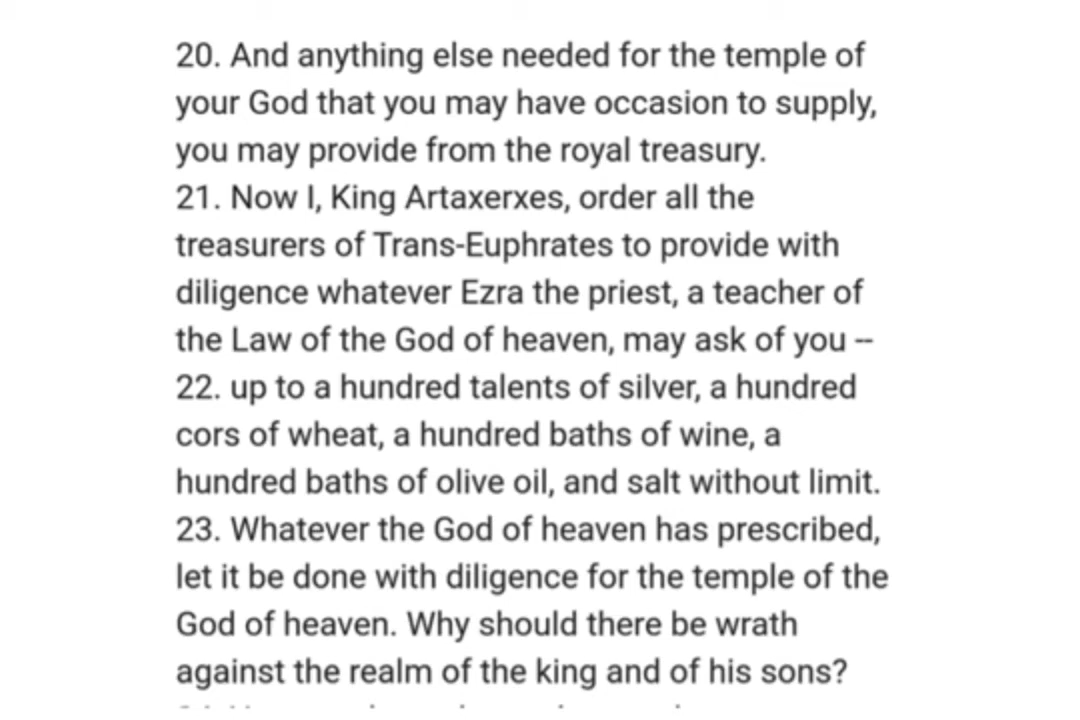 20. And anything else needed for the temple of
your God that you may have occasion to supply,
you may provide from the royal treasury.
21. Now I, King Artaxerxes, order all the
treasurers of Trans-Euphrates to provide with
diligence whatever Ezra the priest, a teacher of
the Law of the God of heaven, may ask of you --
22. up to a hundred talents of silver, a hundred
cors of wheat, a hundred baths of wine, a
hundred baths of olive oil, and salt without limit.
23. Whatever the God of heaven has prescribed,
let it be done with diligence for the temple of the
God of heaven. Why should there be wrath
against the realm of the king and of his sons?